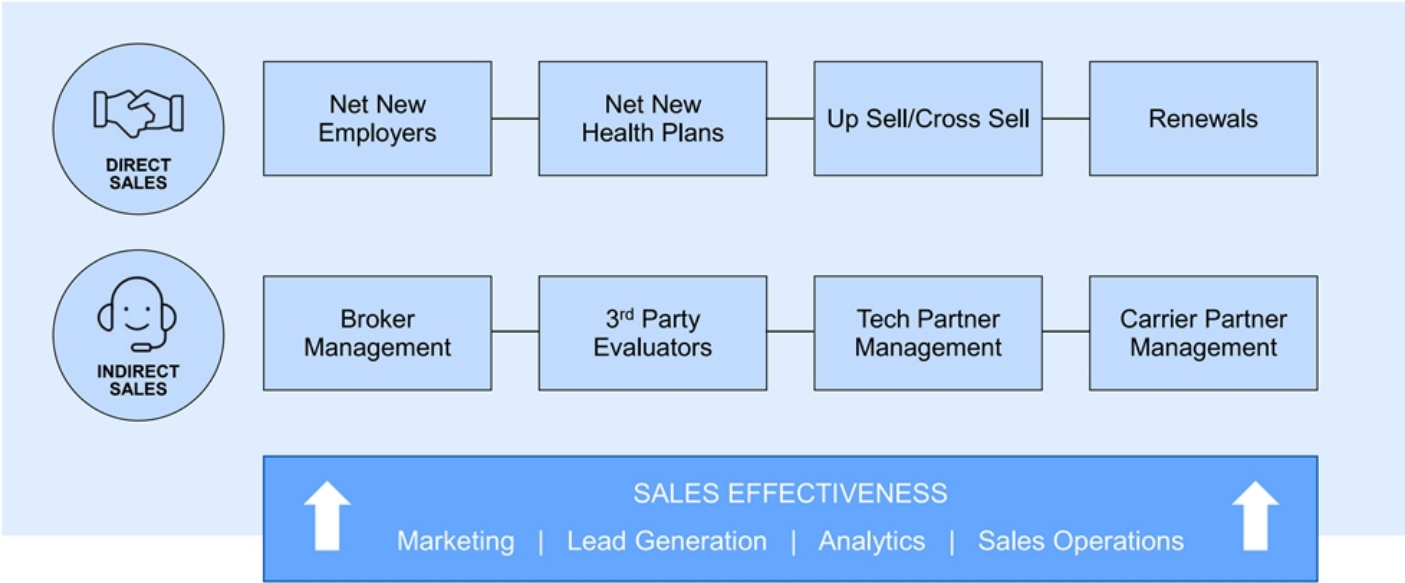 DIRECT
SALES
Net New
Employers
Net New
Health Plans
Up Sell/Cross Sell
Renewals
INDIRECT
SALES
Broker
Management
3rd Party
Evaluators
Tech Partner
Management
Carrier Partner
Management
SALES EFFECTIVENESS
Marketing | Lead Generation | Analytics | Sales Operations